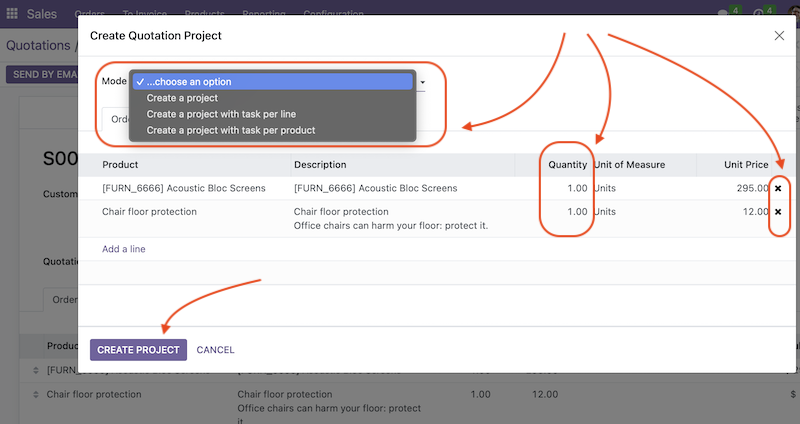 Sales Orders To Invoice Products Reporting Configuration 4 4
Quotations /
SEND BY EMA
Create Quotation Project
Mode
...choose an option
Create a project
Create a project with task per line
Create a project with task per product
Orde
S00
Custom
Quotatio
Order
Product Description Quantity Unit of Measure Unit Price
[FURN_6666] Acoustic Bloc Screens [FURN_6666] Acoustic Bloc Screens 1.00 Units 295.00
Chair floor protection Chair floor protection 1.00 Units 12.00
Office chairs can harm your floor: protect it.
Add a line
CREATE PROJECT CANCEL
Produc
Chair floor protection Chair floor protection 1.00 12.00 $
Office chairs can harm your floor: protect
it.